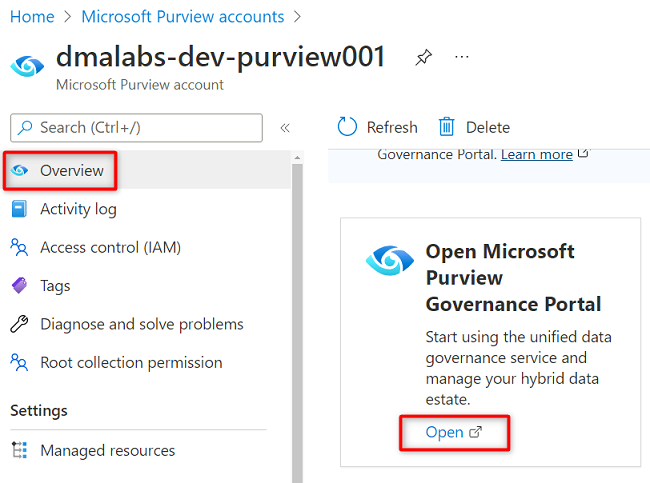 Home > Microsoft Purview accounts >
dmalabs-dev-purview001
Microsoft Purview account
Search (Ctrl+/)
Overview
Activity log
Access control (IAM)
Tags
Diagnose and solve problems
Root collection permission
Settings
Managed resources
Refresh Delete
Governance Portal. Learn more
Open Microsoft
Purview
Governance Portal
Start using the unified data
governance service and
manage your hybrid data
estate.
Open